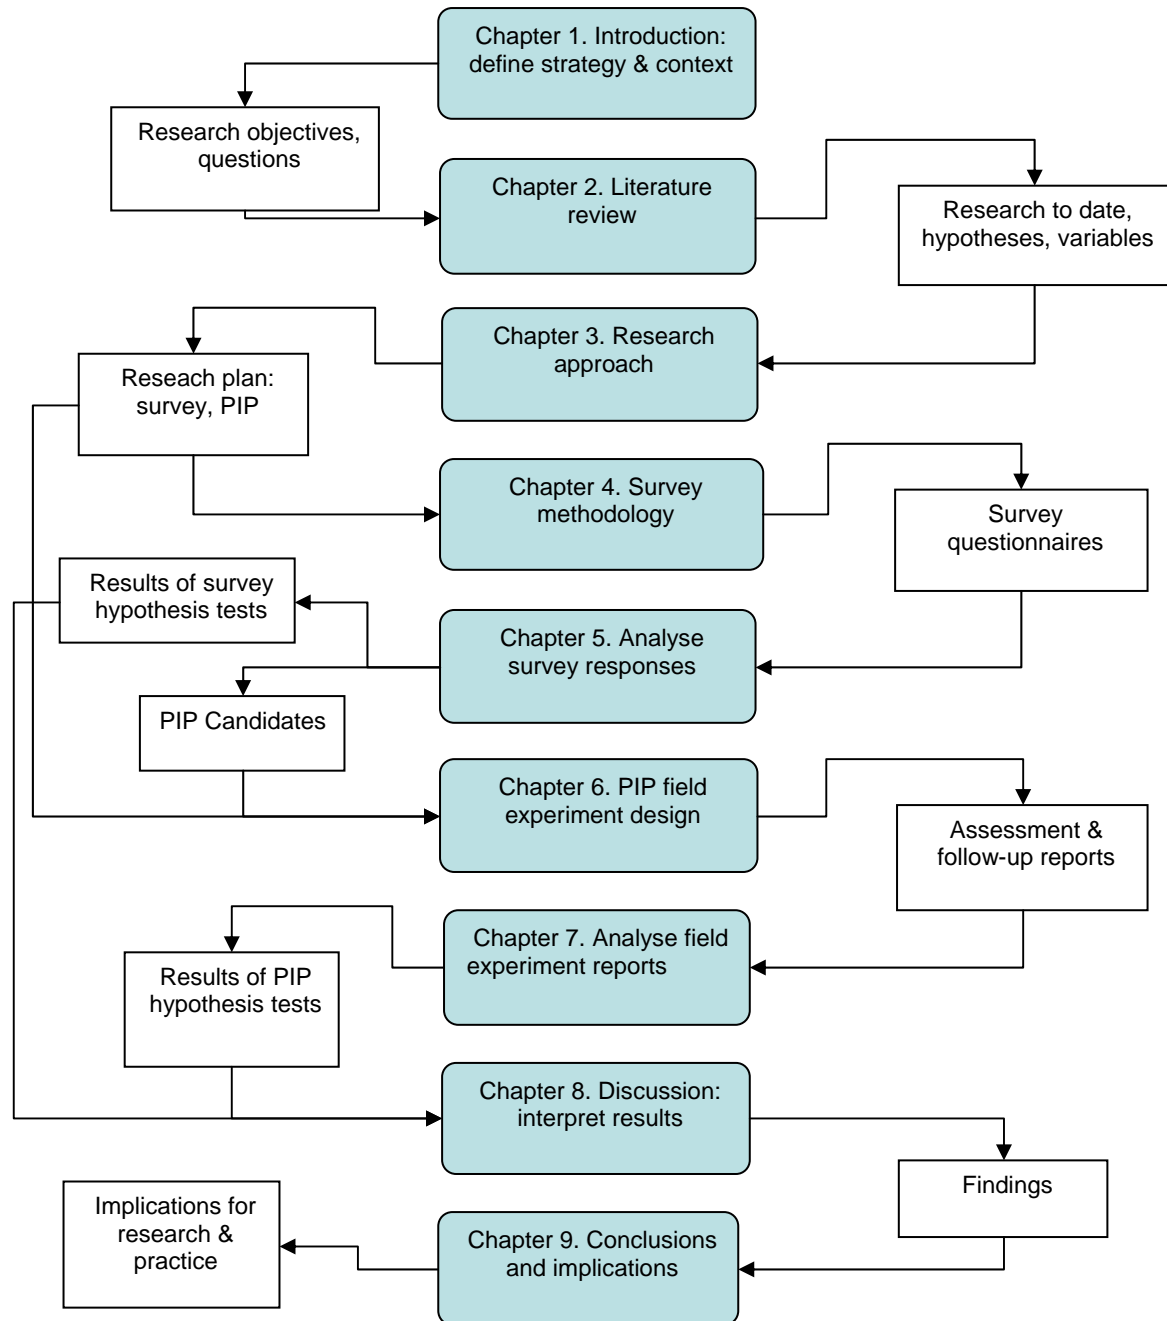 Chapter 1. Introduction:
define strategy & context
Research objectives,
questions
Chapter 2. Literature
review
Research to date,
hypotheses, variables
Chapter 3. Research
approach
Reseach plan:
survey, PIP
Chapter 4. Survey
methodology
Survey
questionnaires
Results of survey
hypothesis tests
Chapter 5. Analyse
survey responses
PIP Candidates
Chapter 6. PIP field
experiment design
Assessment &
follow-up reports
Chapter 7. Analyse field
experiment reports
Results of PIP
hypothesis tests
Chapter 8. Discussion:
interpret results
Findings
Implications for
research &
practice
Chapter 9. Conclusions
and implications